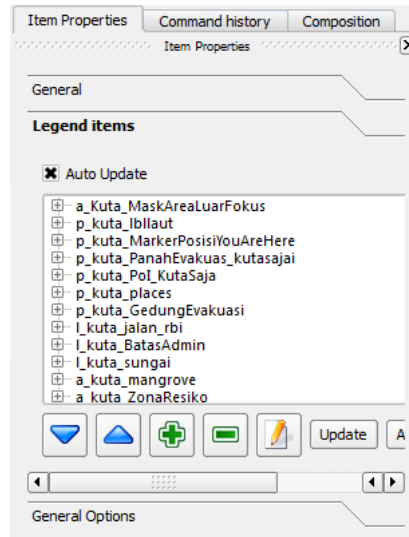 Item Properties Command history Composition
Item Properties
General
Legend items
Auto Update
a_Kuta_MaskAreaLuarFokus
p_kuta_lbllaut
p_kuta_MarkerPosisiYouAreHere
p_kuta_PanahEvakuas_kutasajai
p_kuta_PoI_KutaSaja
p_kuta_places
p_kuta_GedungEvakuasi
l_kuta_jalan_rbi
l_kuta_BatasAdmin
l_kuta_sungai
a_kuta_mangrove
a_kuta_ZonaResiko
Update A
General Options